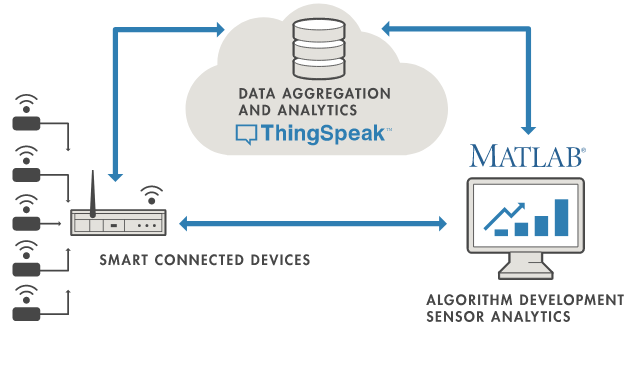 DATA AGGREGATION
AND ANALYTICS
ThingSpeak™
MATLAB®
SMART CONNECTED DEVICES
ALGORITHM DEVELOPMENT
SENSOR ANALYTICS